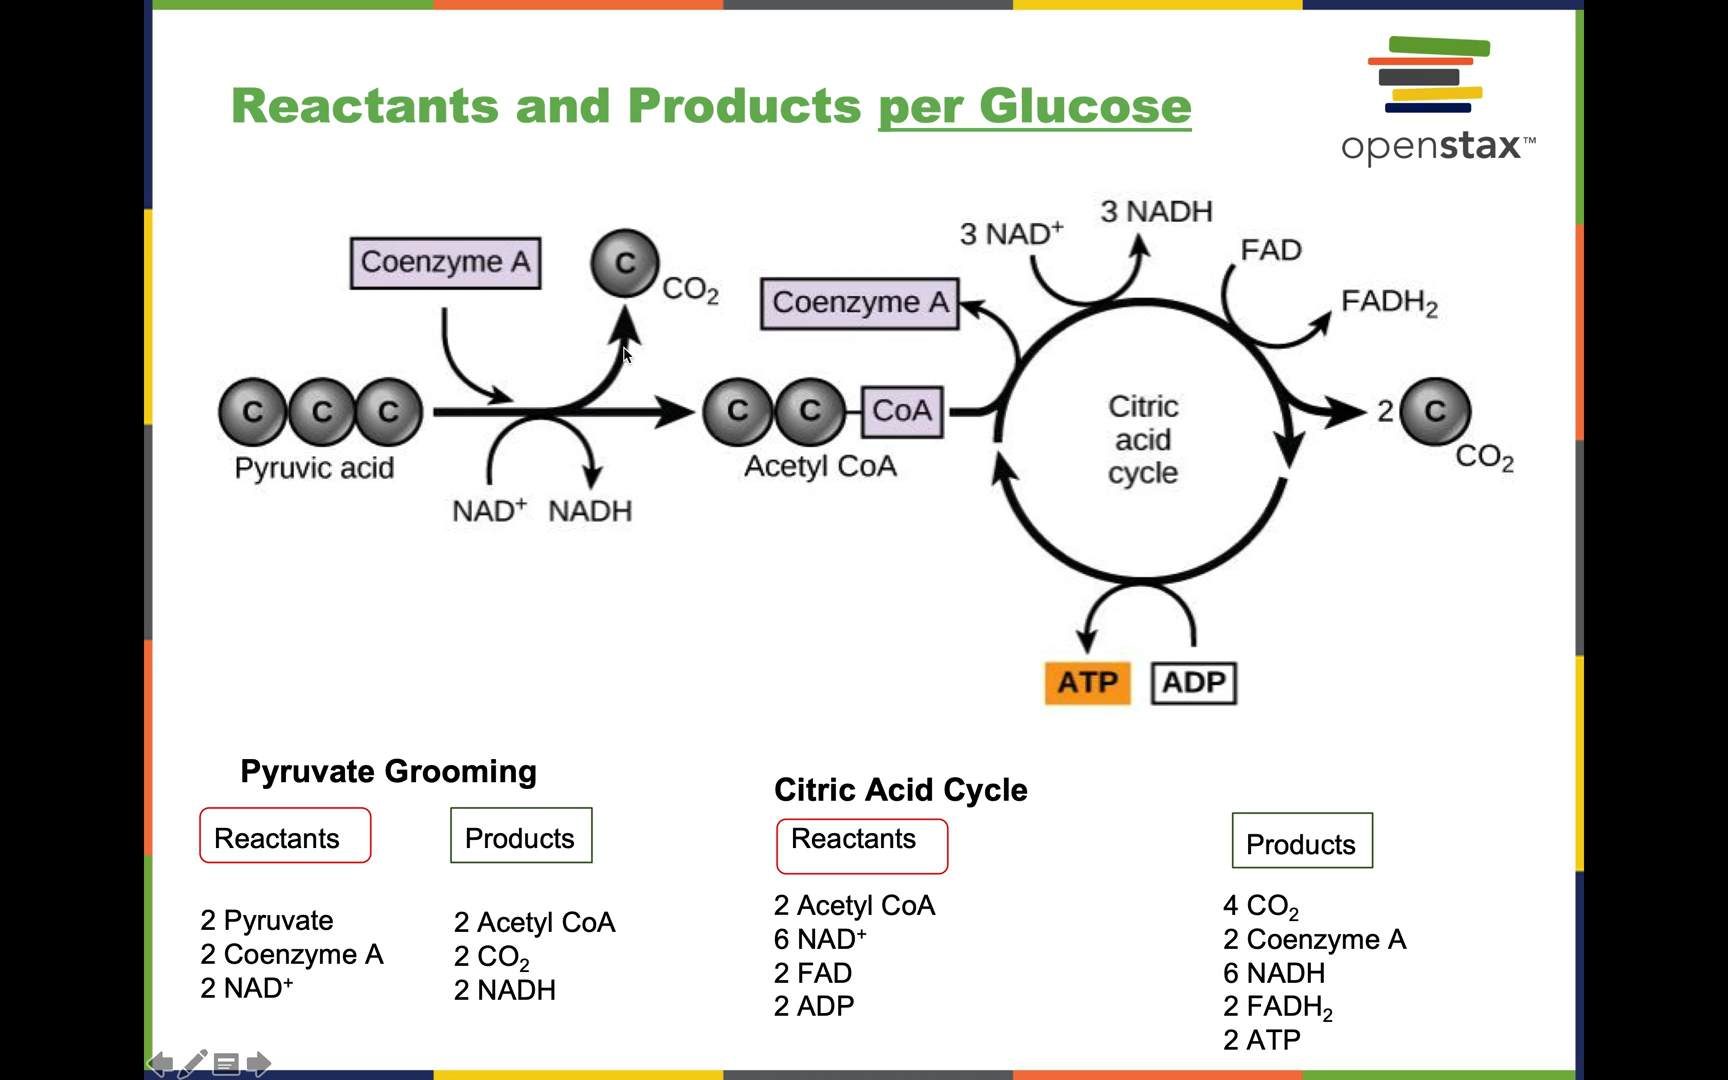 Reactants and Products per Glucose
openstax™
Coenzyme A
C
CO₂
C C C
Pyruvic acid
NAD⁺ NADH
Coenzyme A
C C CoA
Acetyl CoA
3 NAD⁺
3 NADH
FAD
FADH₂
Citric
acid
cycle
2 C
CO₂
ATP ADP
Pyruvate Grooming
Reactants
2 Pyruvate
2 Coenzyme A
2 NAD⁺
Products
2 Acetyl CoA
2 CO₂
2 NADH
Citric Acid Cycle
Reactants
2 Acetyl CoA
6 NAD⁺
2 FAD
2 ADP
Products
4 CO₂
2 Coenzyme A
6 NADH
2 FADH₂
2 ATP